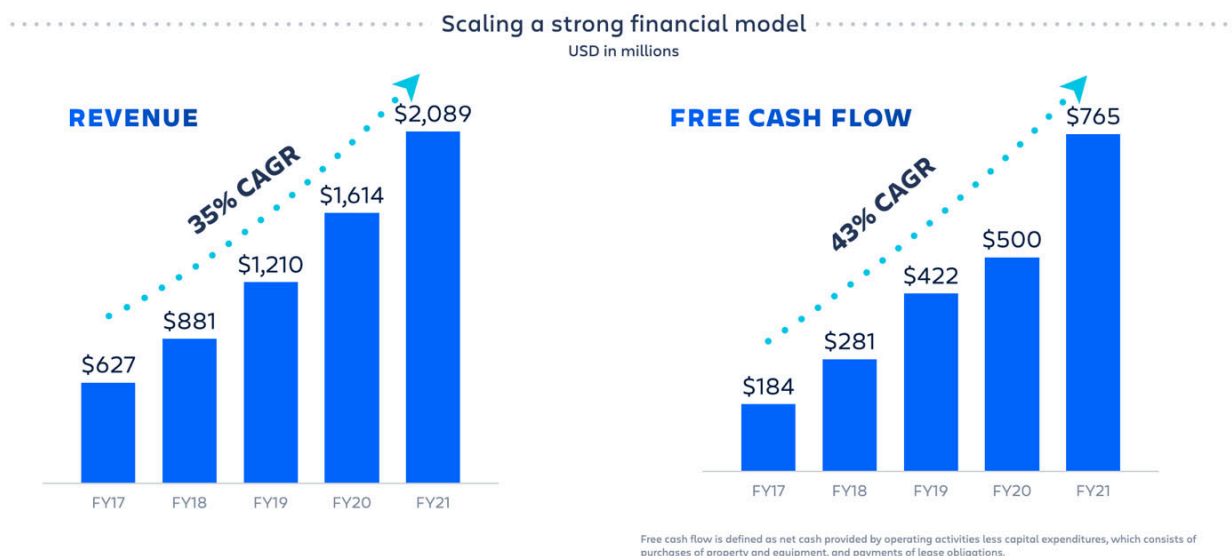 Scaling a strong financial model
USD in millions
REVENUE
35% CAGR
$627
$881
$1,210
$1,614
$2,089
FY17
FY18
FY19
FY20
FY21
FREE CASH FLOW
43% CAGR
$184
$281
$422
$500
$765
FY17
FY18
FY19
FY20
FY21
Free cash flow is defined as net cash provided by operating activities less capital expenditures, which consists of
purchases of property and equipment, and payments of lease obligations.